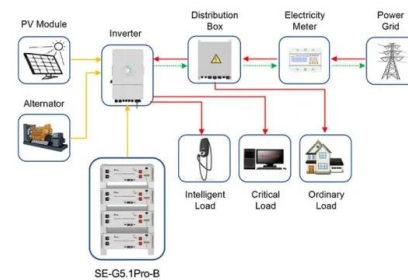 PV Module
Inverter
Distribution
Box
Electricity
Meter
Power
Grid
Alternator
Intelligent
Load
Critical
Load
Ordinary
Load
SE-G5.1Pro-B